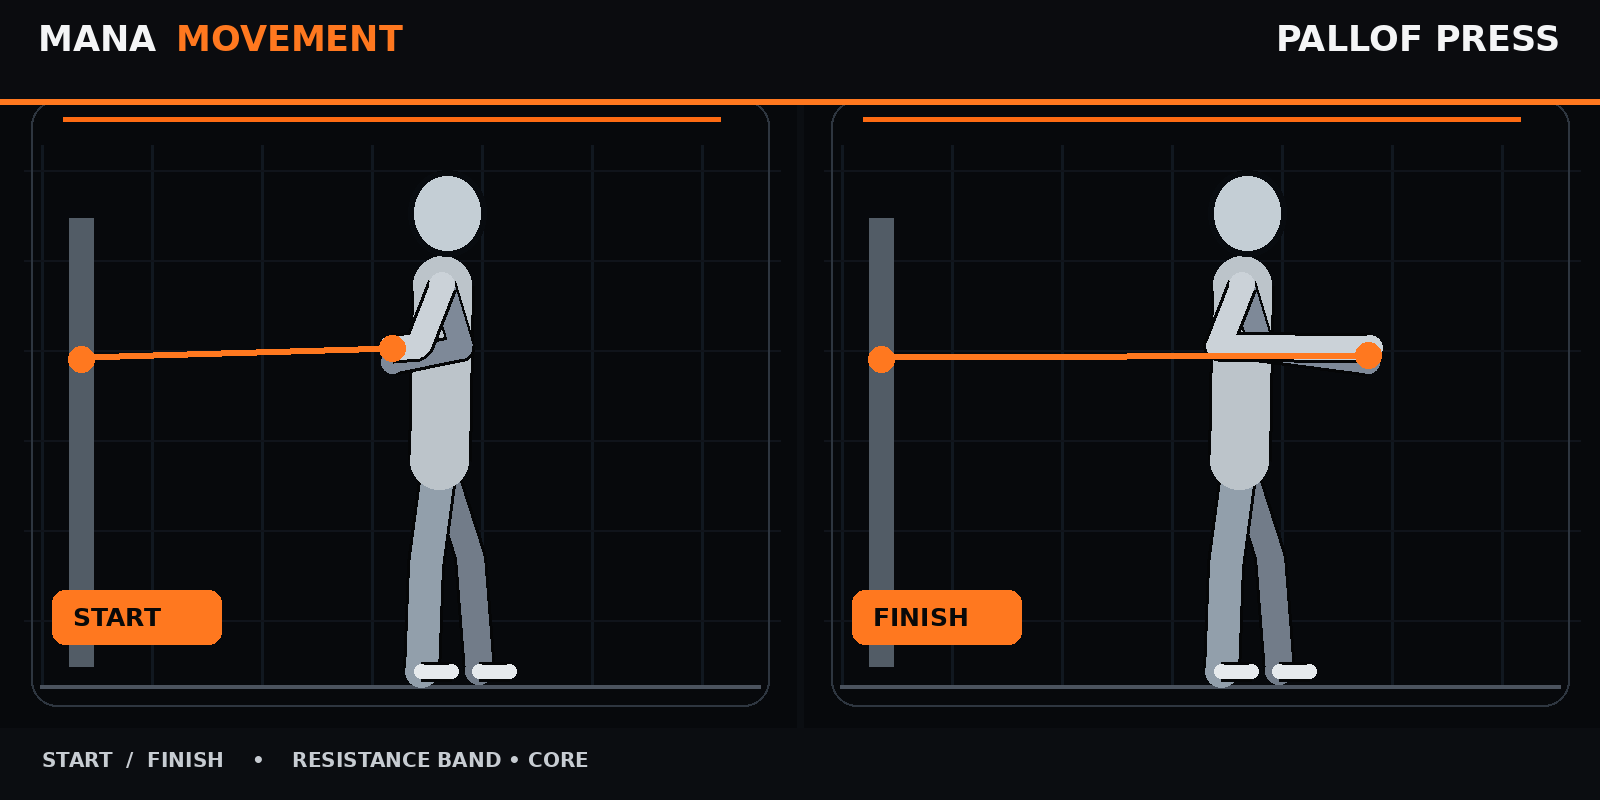 MANA MOVEMENT
PALLOF PRESS
START
FINISH
START / FINISH • RESISTANCE BAND • CORE